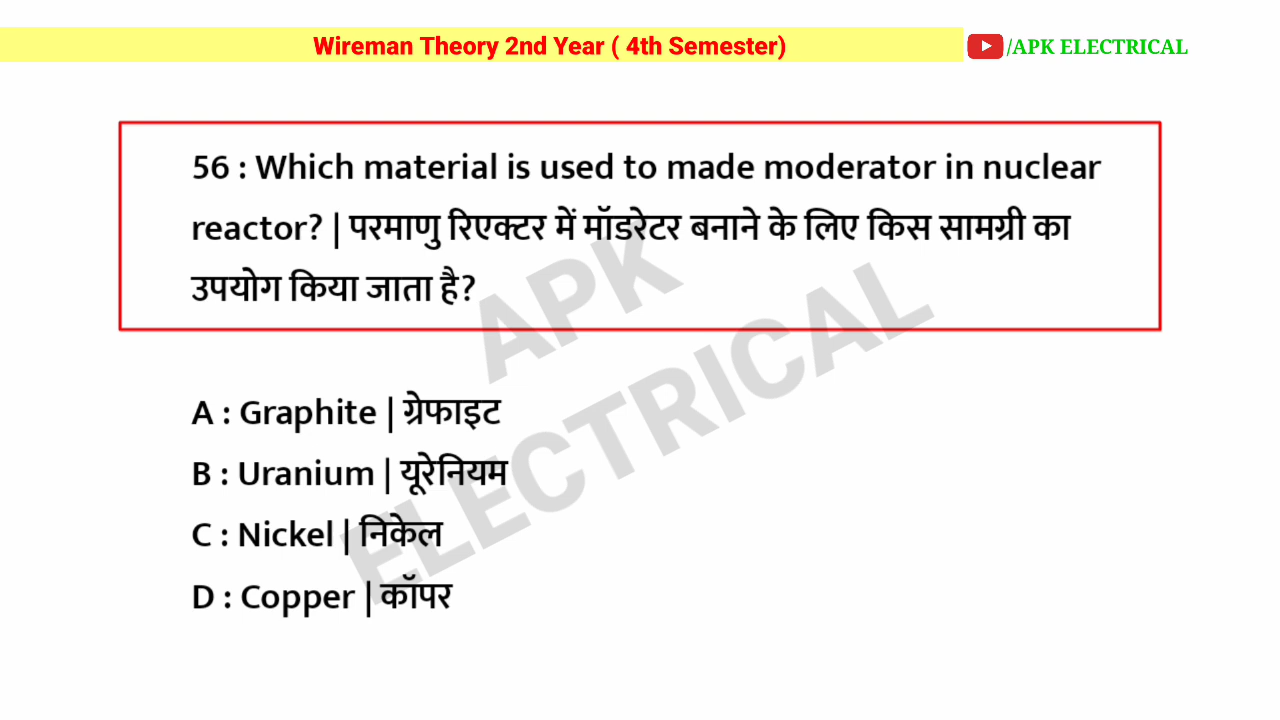 Wireman Theory 2nd Year ( 4th Semester)
/APK ELECTRICAL
56 : Which material is used to made moderator in nuclear
reactor? | परमाणु रिएक्टर में मॉडरेटर बनाने के लिए किस सामग्री का
उपयोग किया जाता है?
APK
ELECTRICAL
A : Graphite | ग्रेफाइट
B : Uranium | यूरेनियम
C : Nickel | निकेल
D : Copper | कॉपर